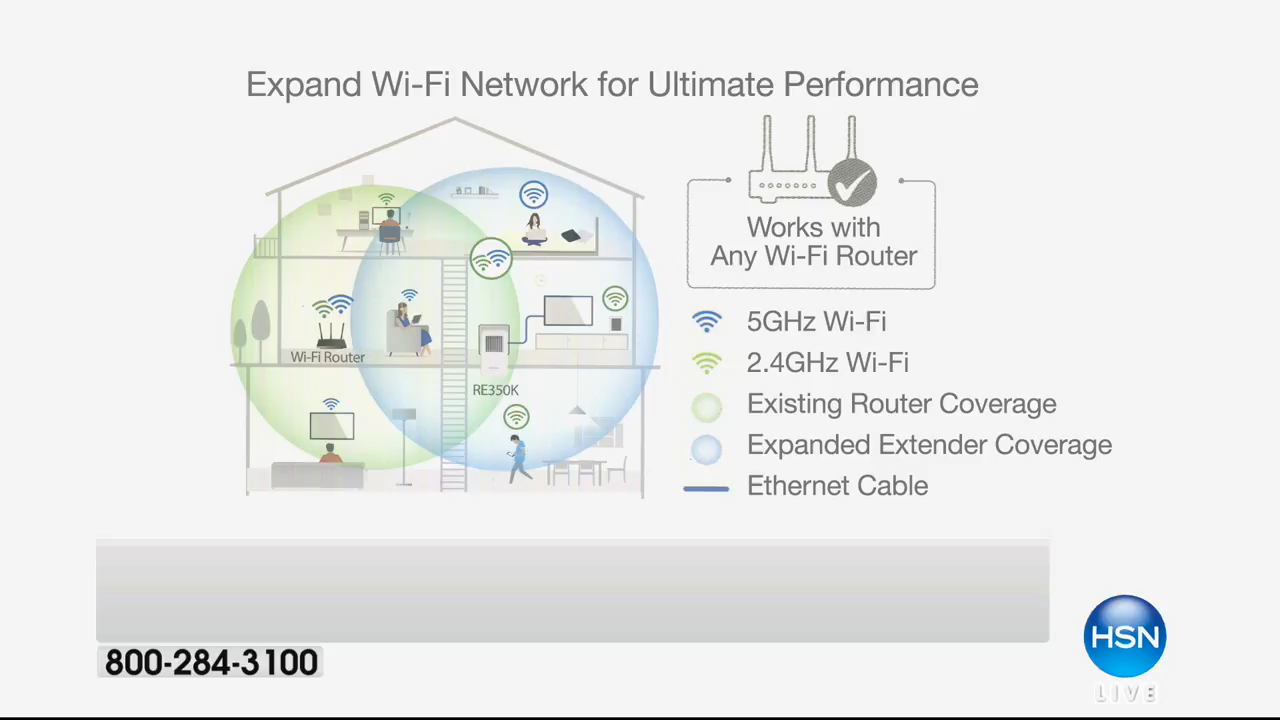 Expand Wi-Fi Network for Ultimate Performance
Works with
Any Wi-Fi Router
Wi-Fi Router
RE350K
5GHz Wi-Fi
2.4GHz Wi-Fi
Existing Router Coverage
Expanded Extender Coverage
Ethernet Cable
800-284-3100
HSN
LIVE